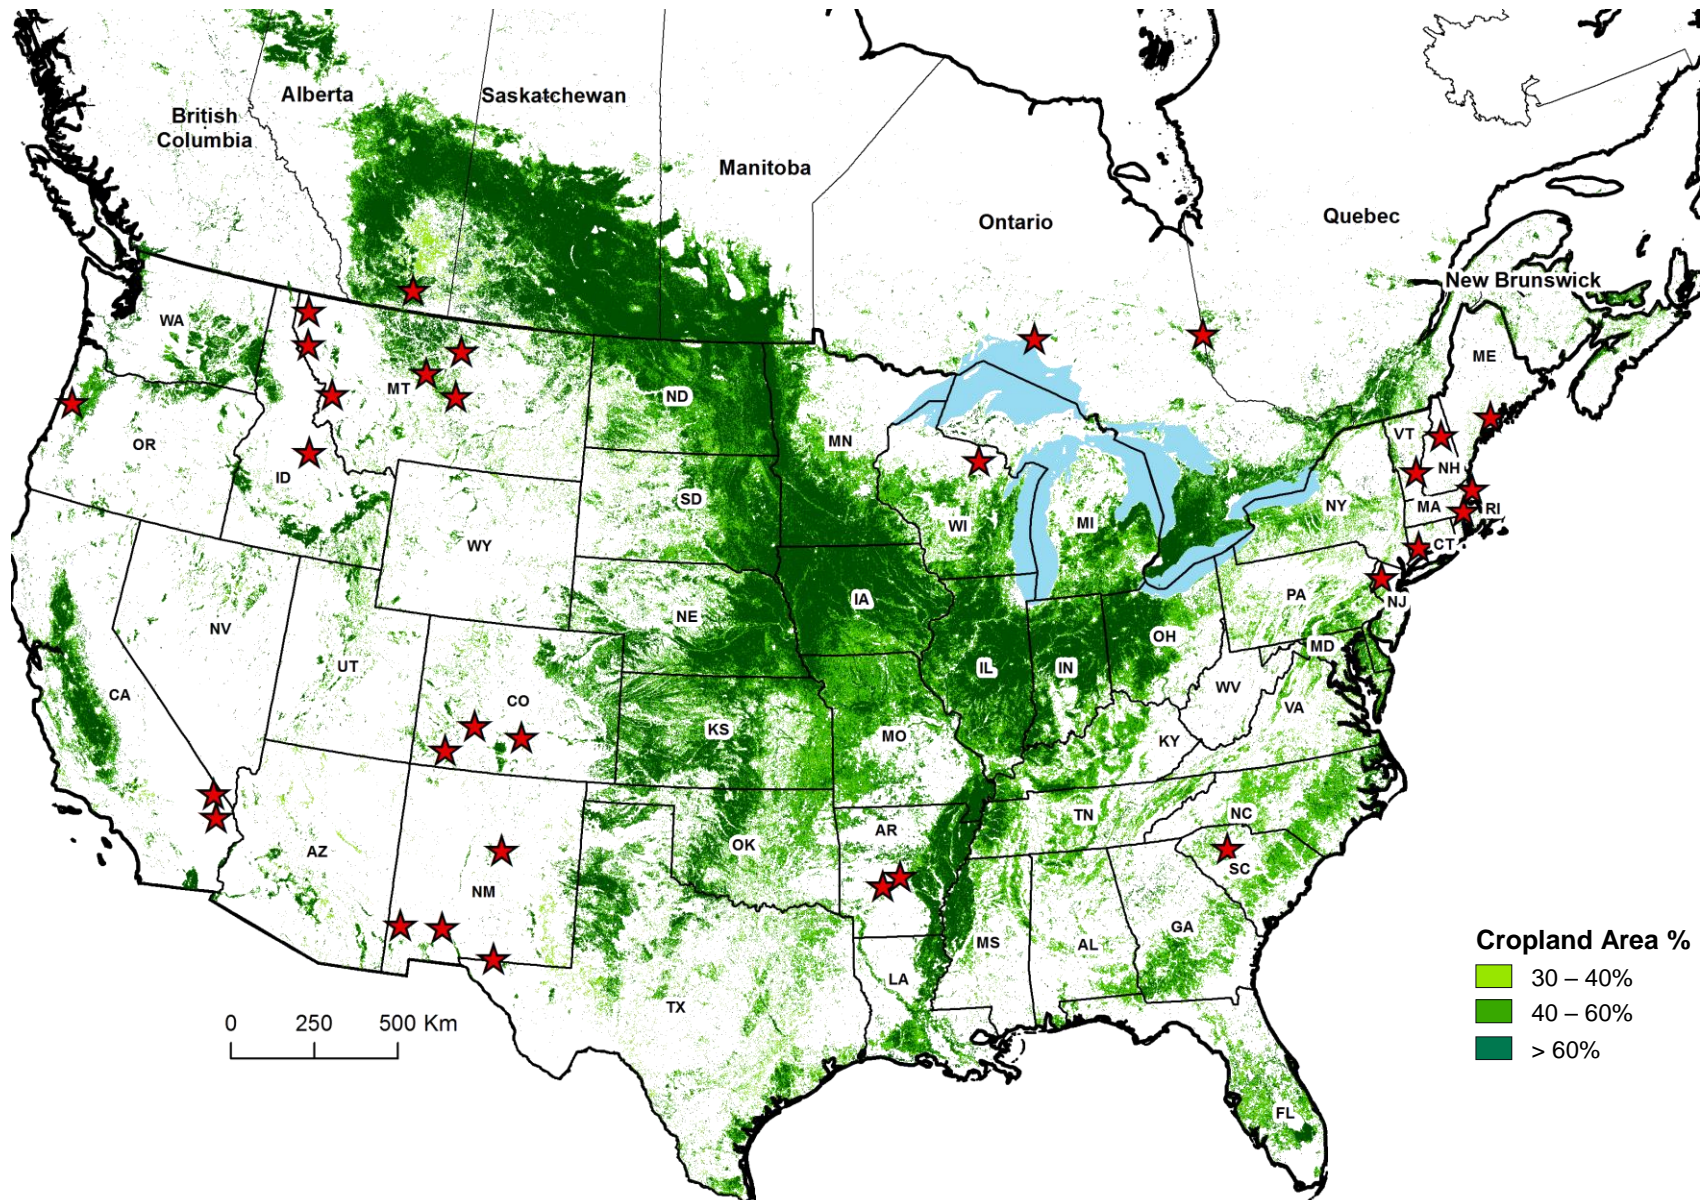 Alberta
Saskatchewan
British
Columbia
Manitoba
Ontario
Quebec
New Brunswick
WA
MT
ND
MN
ME
OR
ID
SD
WI
MI
NY
VT
NH
MA
RI
CT
WY
NE
IA
PA
NJ
NV
UT
CO
IL
IN
OH
MD
WV
VA
CA
KS
MO
KY
AZ
NM
OK
AR
TN
NC
SC
TX
LA
MS
AL
GA
FL
0 250 500 Km
Cropland Area %
30 – 40%
40 – 60%
> 60%